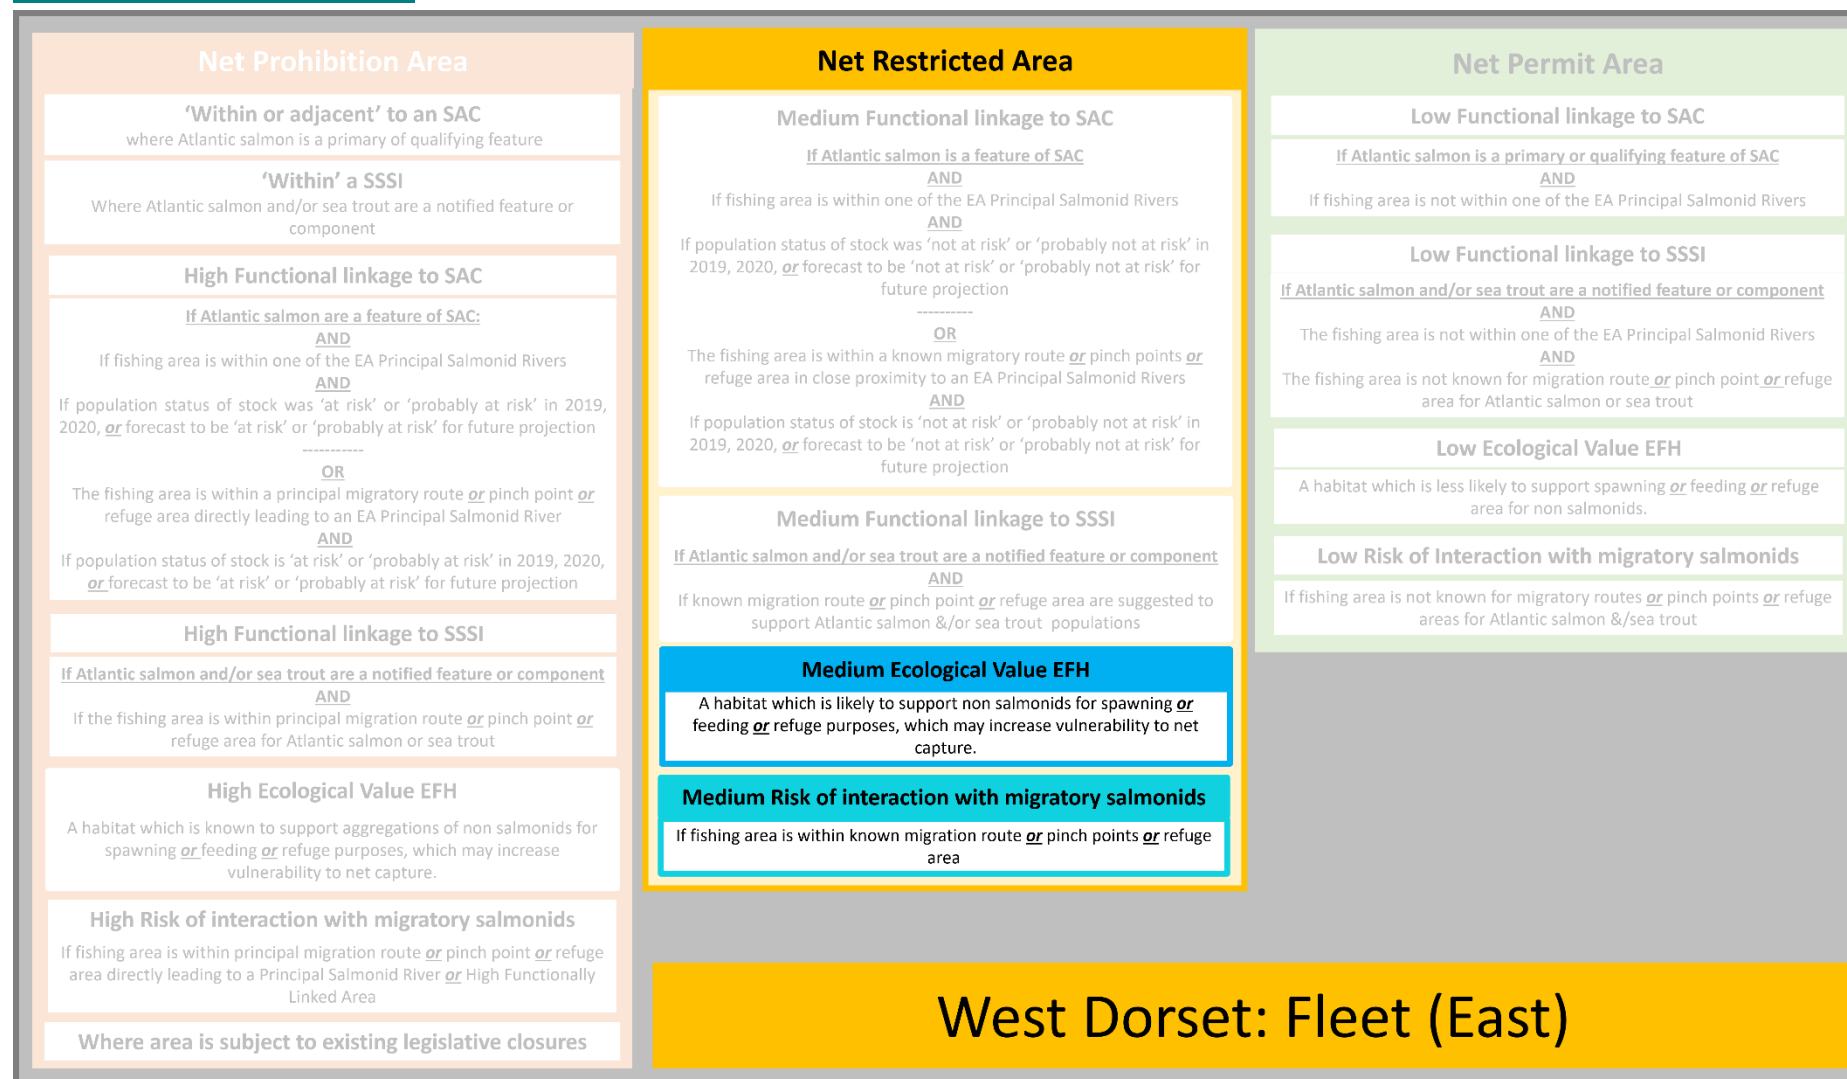 Net Prohibition Area
‘Within or adjacent’ to an SAC
where Atlantic salmon is a primary of qualifying feature
‘Within’ a SSSI
Where Atlantic salmon and/or sea trout are a notified feature or
component
High Functional linkage to SAC
If Atlantic salmon are a feature of SAC:
AND
If fishing area is within one of the EA Principal Salmonid Rivers
AND
If population status of stock was ‘at risk’ or ‘probably at risk’ in 2019,
2020, or forecast to be ‘at risk’ or ‘probably at risk’ for future projection
-----------
OR
The fishing area is within a principal migratory route or pinch point or
refuge area directly leading to an EA Principal Salmonid River
AND
If population status of stock is ‘at risk’ or ‘probably at risk’ in 2019, 2020,
or forecast to be ‘at risk’ or ‘probably at risk’ for future projection
High Functional linkage to SSSI
If Atlantic salmon and/or sea trout are a notified feature or component
AND
If the fishing area is within principal migration route or pinch point or
refuge area for Atlantic salmon or sea trout
High Ecological Value EFH
A habitat which is known to support aggregations of non salmonids for
spawning or feeding or refuge purposes, which may increase
vulnerability to net capture.
High Risk of interaction with migratory salmonids
If fishing area is within principal migration route or pinch point or refuge
area directly leading to a Principal Salmonid River or High Functionally
Linked Area
Where area is subject to existing legislative closures
Net Restricted Area
Medium Functional linkage to SAC
If Atlantic salmon is a feature of SAC
AND
If fishing area is within one of the EA Principal Salmonid Rivers
AND
If population status of stock was ‘not at risk’ or ‘probably not at risk’ in
2019, 2020, or forecast to be ‘not at risk’ or ‘probably not at risk’ for
future projection
----------
OR
The fishing area is within a known migratory route or pinch points or
refuge area in close proximity to an EA Principal Salmonid Rivers
AND
If population status of stock is ‘not at risk’ or ‘probably not at risk’ in
2019, 2020, or forecast to be ‘not at risk’ or ‘probably not at risk’ for
future projection
Medium Functional linkage to SSSI
If Atlantic salmon and/or sea trout are a notified feature or component
AND
If known migration route or pinch point or refuge area are suggested to
support Atlantic salmon &/or sea trout populations
Medium Ecological Value EFH
A habitat which is likely to support non salmonids for spawning or
feeding or refuge purposes, which may increase vulnerability to net
capture.
Medium Risk of interaction with migratory salmonids
If fishing area is within known migration route or pinch points or refuge
area
Net Permit Area
Low Functional linkage to SAC
If Atlantic salmon is a primary or qualifying feature of SAC
AND
If fishing area is not within one of the EA Principal Salmonid Rivers
Low Functional linkage to SSSI
If Atlantic salmon and/or sea trout are a notified feature or component
AND
The fishing area is not within one of the EA Principal Salmonid Rivers
AND
The fishing area is not known for migration route or pinch point or refuge
area for Atlantic salmon or sea trout
Low Ecological Value EFH
A habitat which is less likely to support spawning or feeding or refuge
area for non salmonids.
Low Risk of Interaction with migratory salmonids
If fishing area is not known for migratory routes or pinch points or refuge
areas for Atlantic salmon &/sea trout
West Dorset: Fleet (East)